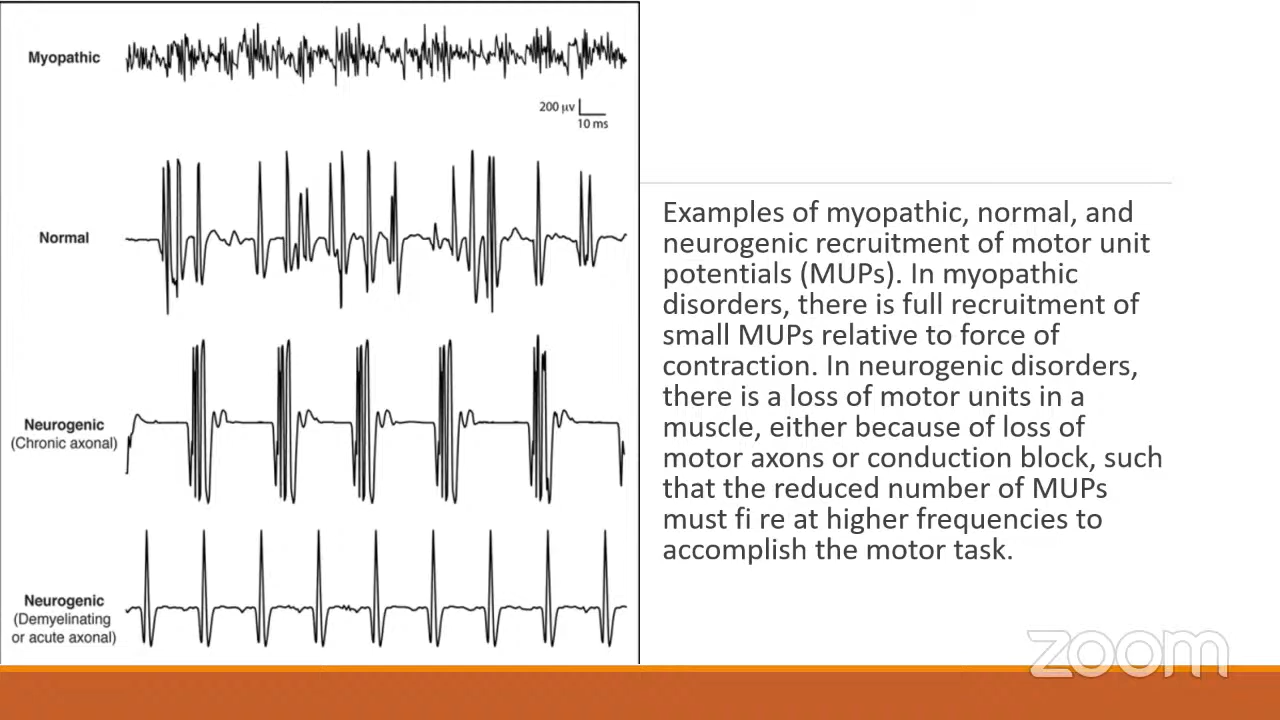 Myopathic
200 μv
10 ms
Normal
Neurogenic
(Chronic axonal)
Neurogenic
(Demyelinating
or acute axonal)
Examples of myopathic, normal, and
neurogenic recruitment of motor unit
potentials (MUPs). In myopathic
disorders, there is full recruitment of
small MUPs relative to force of
contraction. In neurogenic disorders,
there is a loss of motor units in a
muscle, either because of loss of
motor axons or conduction block, such
that the reduced number of MUPs
must fi re at higher frequencies to
accomplish the motor task.
zoom